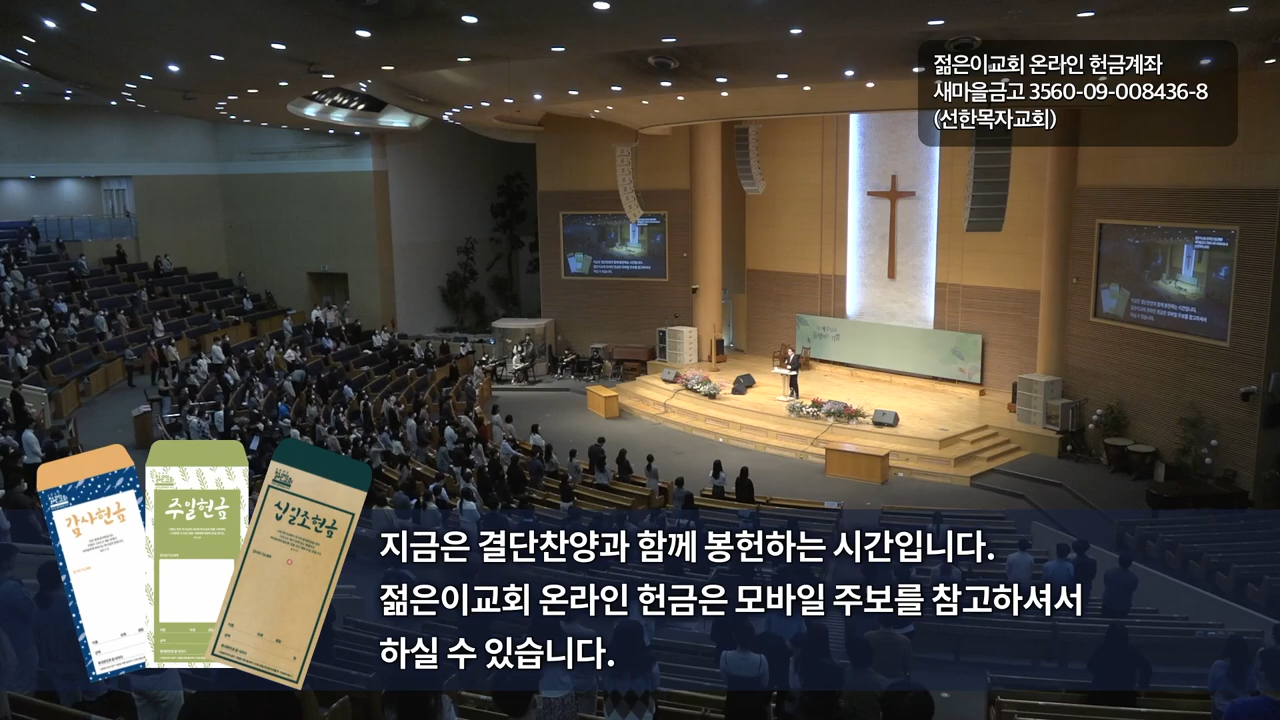 젊은이교회 온라인 헌금계좌
새마을금고 3560-09-008436-8
(선한목자교회)
감사헌금
주일헌금
십일조헌금
지금은 결단찬양과 함께 봉헌하는 시간입니다.
젊은이교회 온라인 헌금은 모바일 주보를 참고하셔서
하실 수 있습니다.